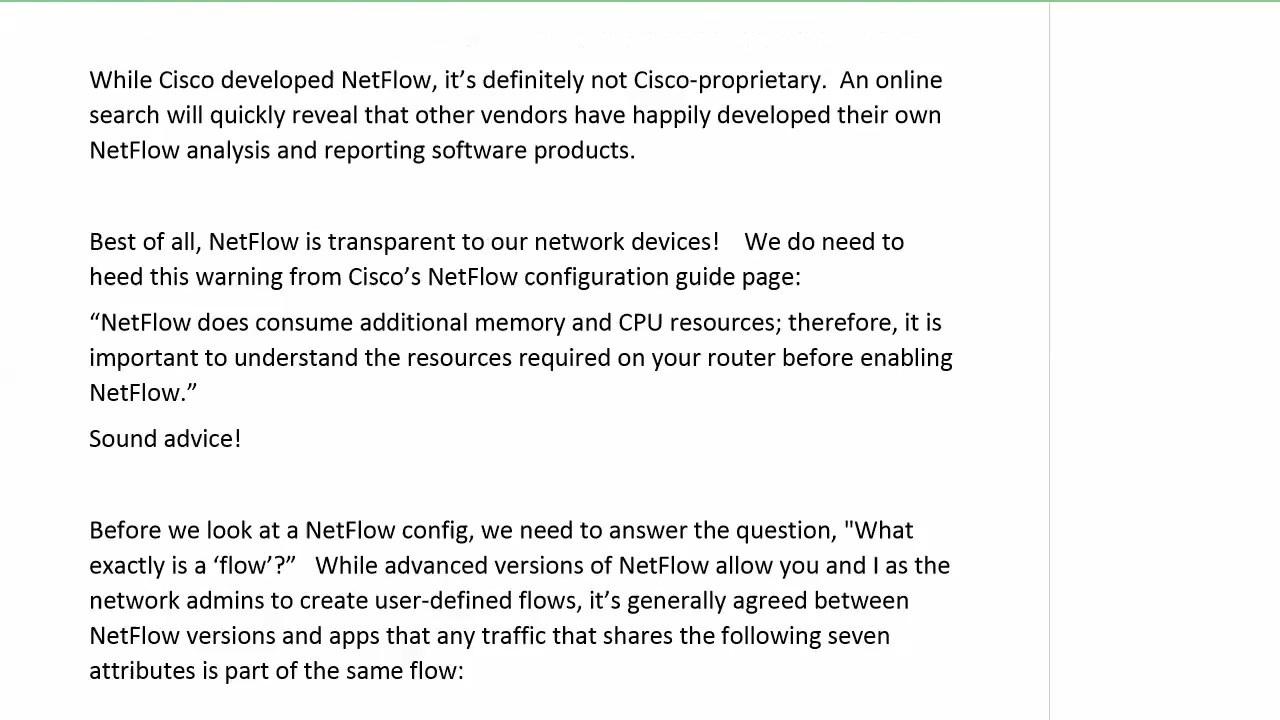 While Cisco developed NetFlow, it’s definitely not Cisco-proprietary.  An online
search will quickly reveal that other vendors have happily developed their own
NetFlow analysis and reporting software products.
Best of all, NetFlow is transparent to our network devices!    We do need to
heed this warning from Cisco’s NetFlow configuration guide page:
“NetFlow does consume additional memory and CPU resources; therefore, it is
important to understand the resources required on your router before enabling
NetFlow.”
Sound advice!
Before we look at a NetFlow config, we need to answer the question, "What
exactly is a ‘flow’?”   While advanced versions of NetFlow allow you and I as the
network admins to create user-defined flows, it’s generally agreed between
NetFlow versions and apps that any traffic that shares the following seven
attributes is part of the same flow: